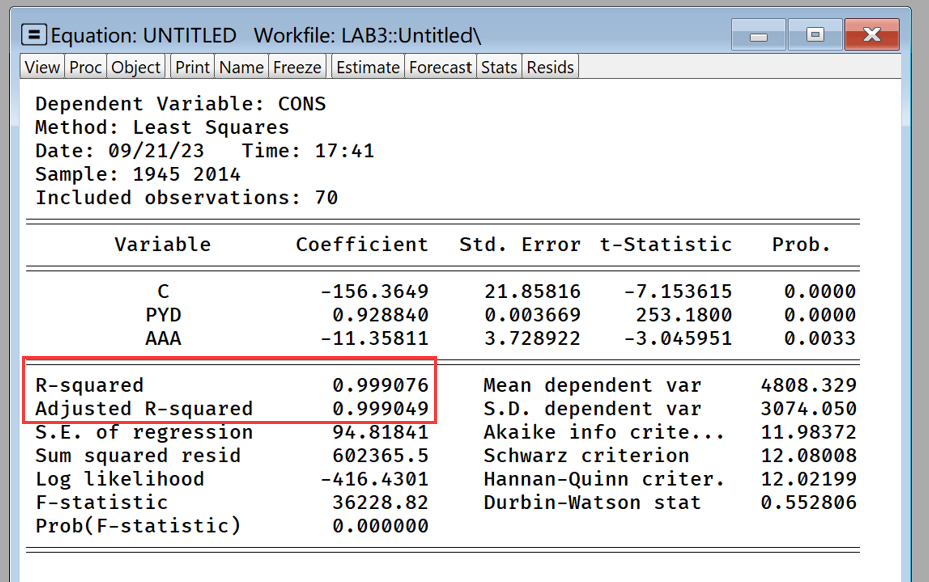 Equation: UNTITLED Workfile: LAB3::Untitled\
View Proc Object Print Name Freeze Estimate Forecast Stats Resids
Dependent Variable: CONS
Method: Least Squares
Date: 09/21/23 Time: 17:41
Sample: 1945 2014
Included observations: 70
Variable Coefficient Std. Error t-Statistic Prob.
C -156.3649 21.85816 -7.153615 0.0000
PYD 0.928840 0.003669 253.1800 0.0000
AAA -11.35811 3.728922 -3.045951 0.0033
R-squared 0.999076 Mean dependent var 4808.329
Adjusted R-squared 0.999049 S.D. dependent var 3074.050
S.E. of regression 94.81841 Akaike info crite... 11.98372
Sum squared resid 602365.5 Schwarz criterion 12.08008
Log likelihood -416.4301 Hannan-Quinn criter. 12.02199
F-statistic 36228.82 Durbin-Watson stat 0.552806
Prob(F-statistic) 0.000000